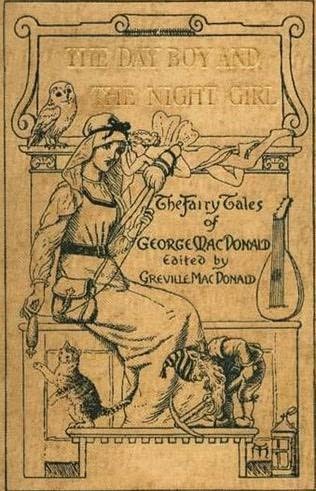 THE DAY BOY AND
THE NIGHT GIRL
The Fairy Tales
of
GEORGE MACDONALD
Edited by
GREVILLE MACDONALD